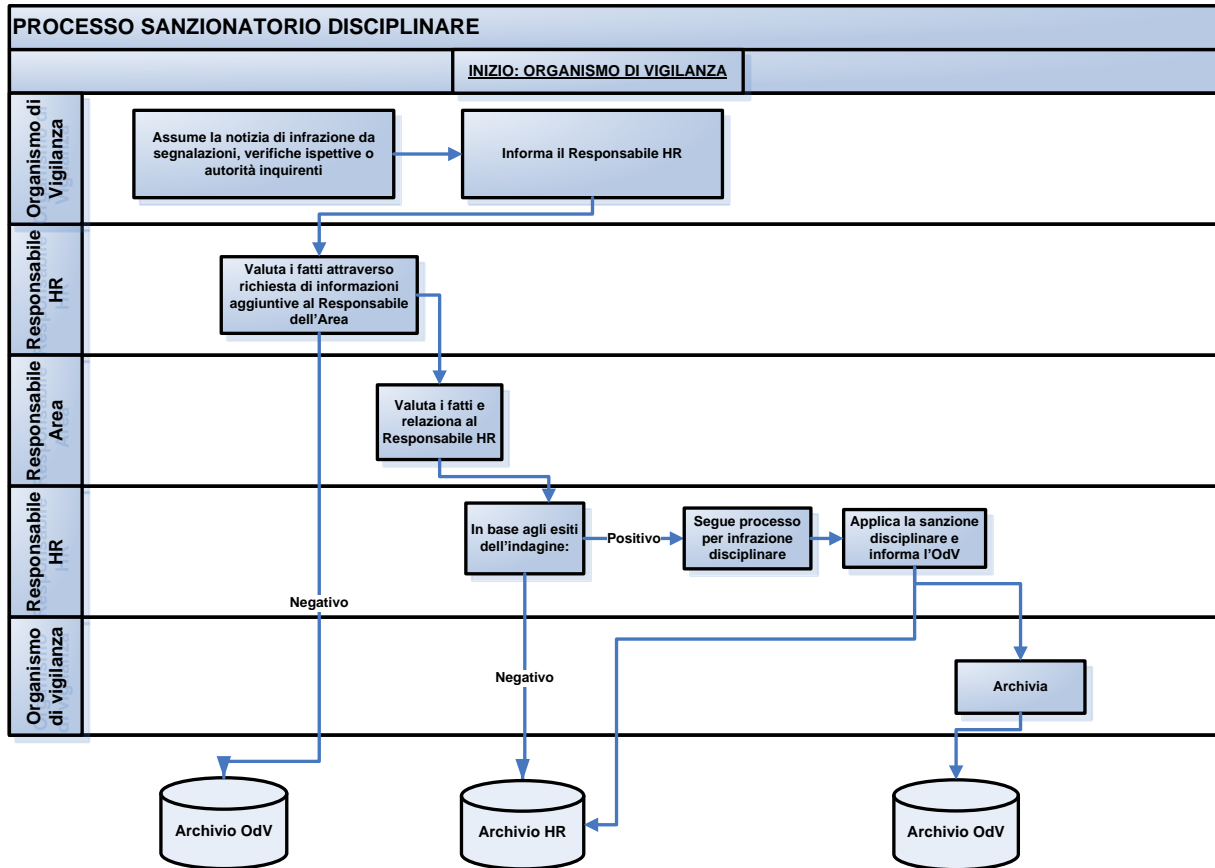 PROCESSO SANZIONATORIO DISCIPLINARE
INIZIO: ORGANISMO DI VIGILANZA
Organismo di
Vigilanza
Assume la notizia di infrazione da
segnalazioni, verifiche ispettive o
autorità inquirenti
Informa il Responsabile HR
Responsabile
HR
Valuta i fatti attraverso
richiesta di informazioni
aggiuntive al Responsabile
dell'Area
Responsabile
Area
Valuta i fatti e
relaziona al
Responsabile HR
Responsabile
HR
In base agli esiti
dell'indagine:
Positivo
Segue processo
per infrazione
disciplinare
Applica la sanzione
disciplinare e
informa l'OdV
Negativo
Organismo
di vigilanza
Negativo
Archivia
Archivio OdV
Archivio HR
Archivio OdV